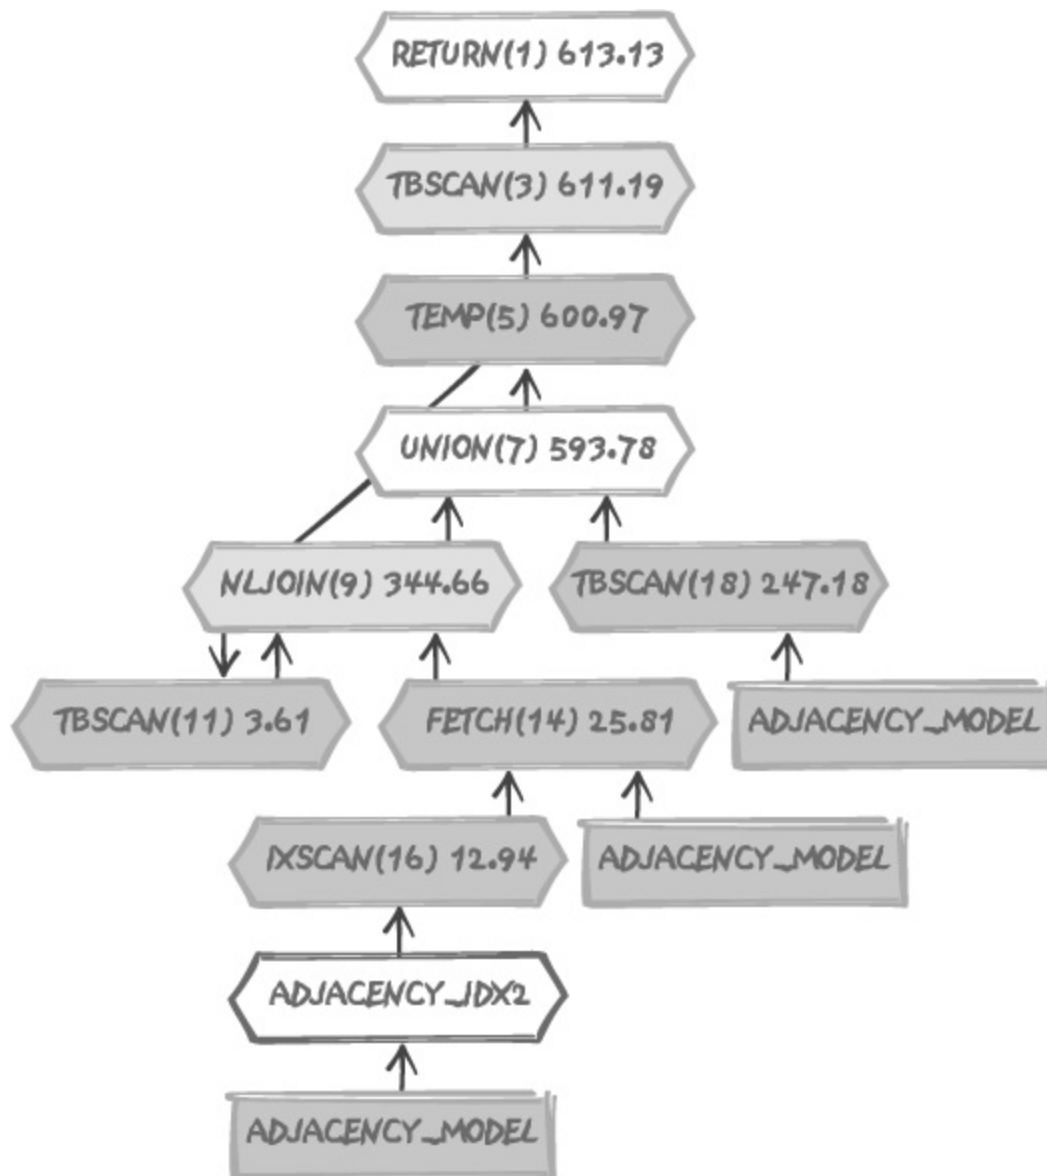 RETURN(1) 613.13
TBSCAN(3) 611.19
TEMP(5) 600.97
UNION(7) 593.78
NLJOIN(9) 344.66
TBSCAN(18) 247.18
TBSCAN(11) 3.61
FETCH(14) 25.81
ADJACENCY_MODEL
IXSCAN(16) 12.94
ADJACENCY_MODEL
ADJACENCY_IDX2
ADJACENCY_MODEL